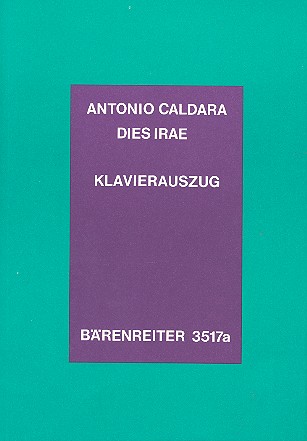 ANTONIO CALDARA
DIES IRAE
KLAVIERAUSZUG
BÄRENREITER 3517a